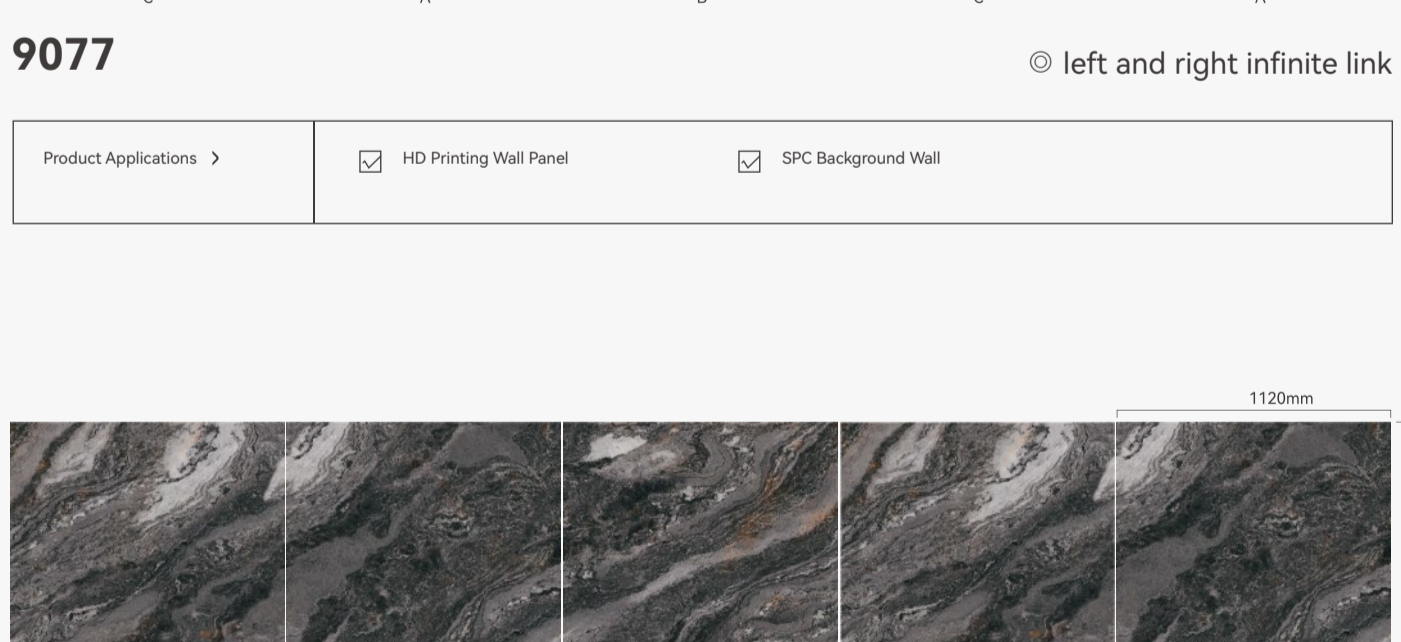 9077
left and right infinite link
Product Applications
HD Printing Wall Panel
SPC Background Wall
1120mm